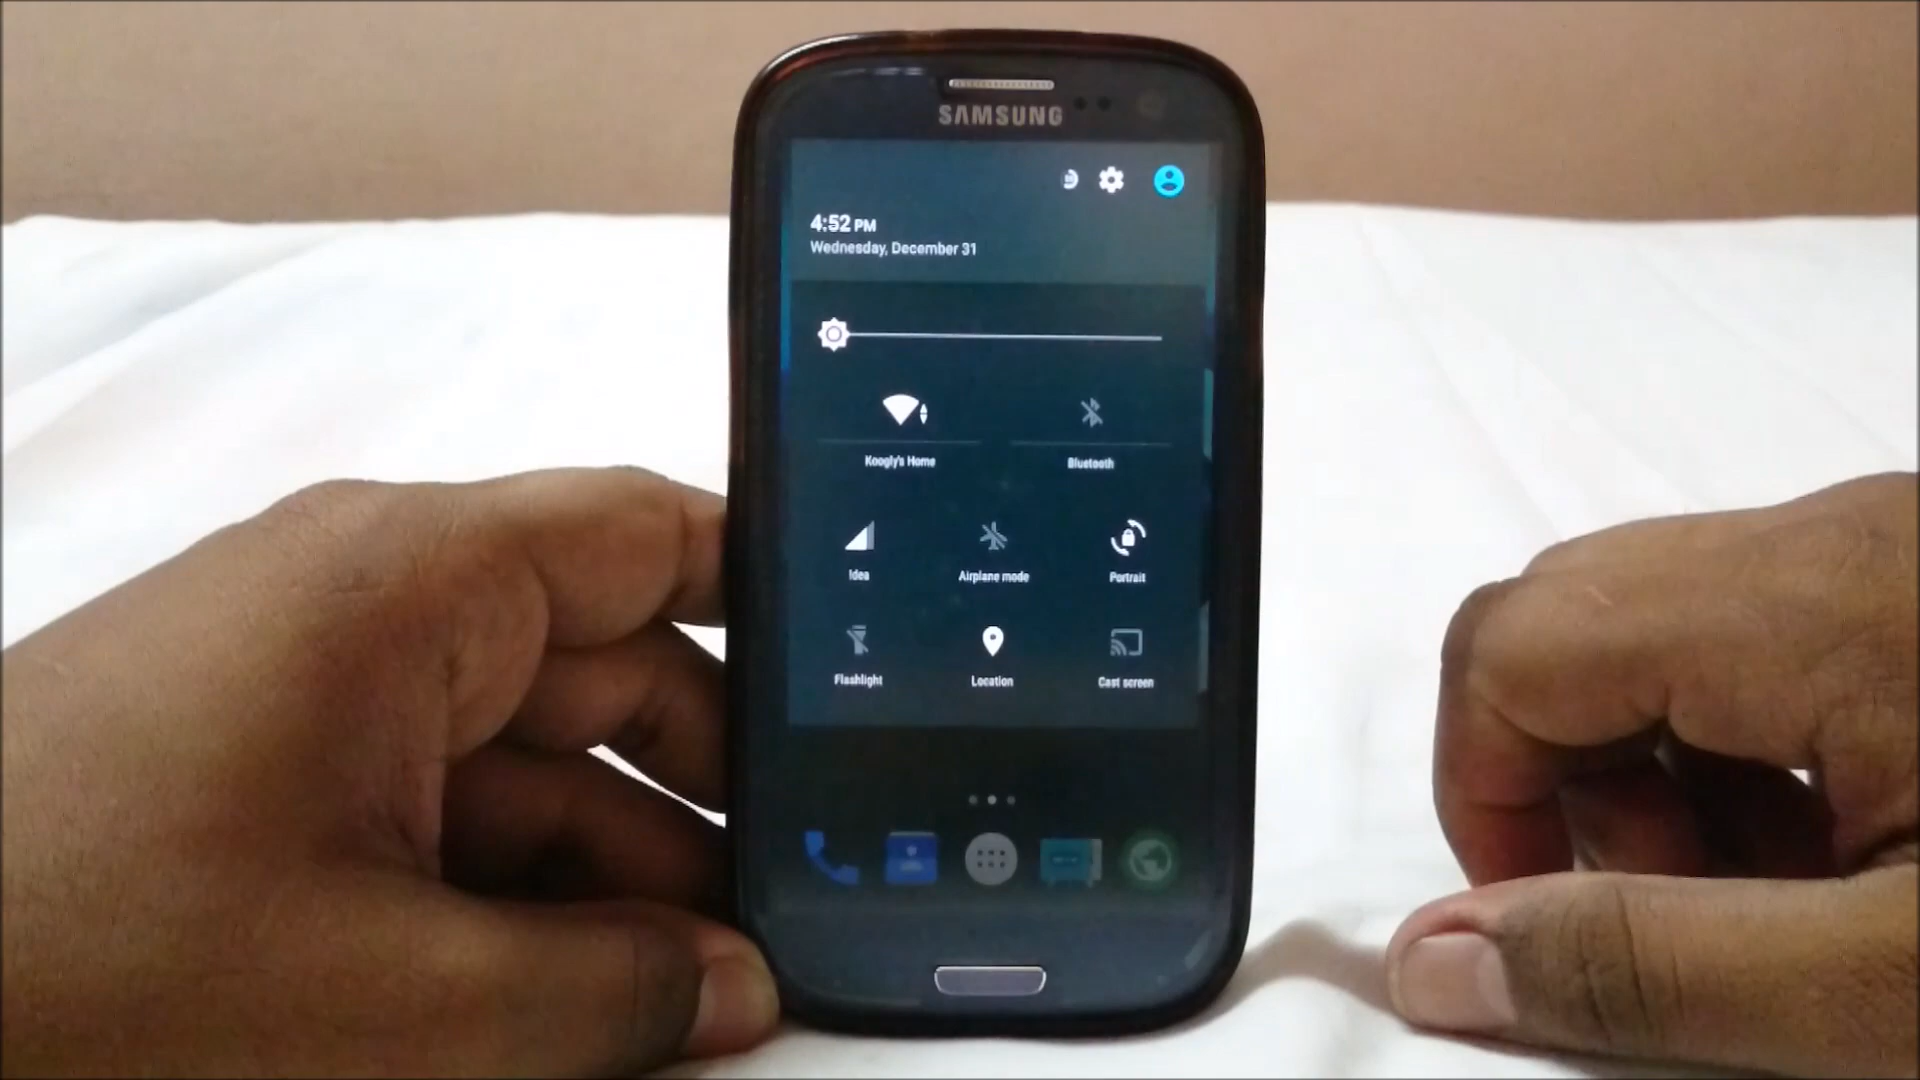 SAMSUNG
4:52 PM
Wednesday, December 31
Koogly's Home
Bluetooth
Idea
Airplane mode
Portrait
Flashlight
Location
Cast screen